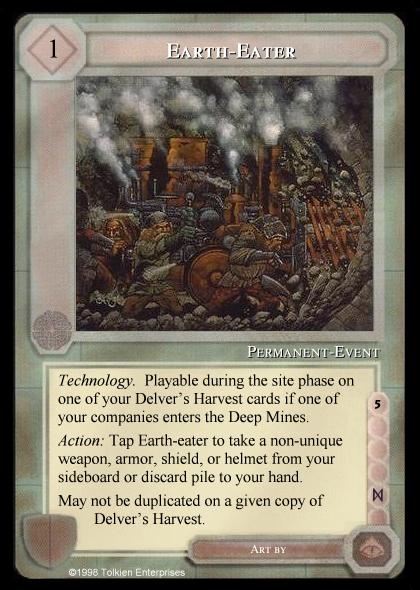 1
EARTH-EATER
PERMANENT-EVENT
Technology. Playable during the site phase on
one of your Delver's Harvest cards if one of
your companies enters the Deep Mines.
Action: Tap Earth-eater to take a non-unique
weapon, armor, shield, or helmet from your
sideboard or discard pile to your hand.
May not be duplicated on a given copy of
Delver's Harvest.
5
ART BY
©1998 Tolkien Enterprises